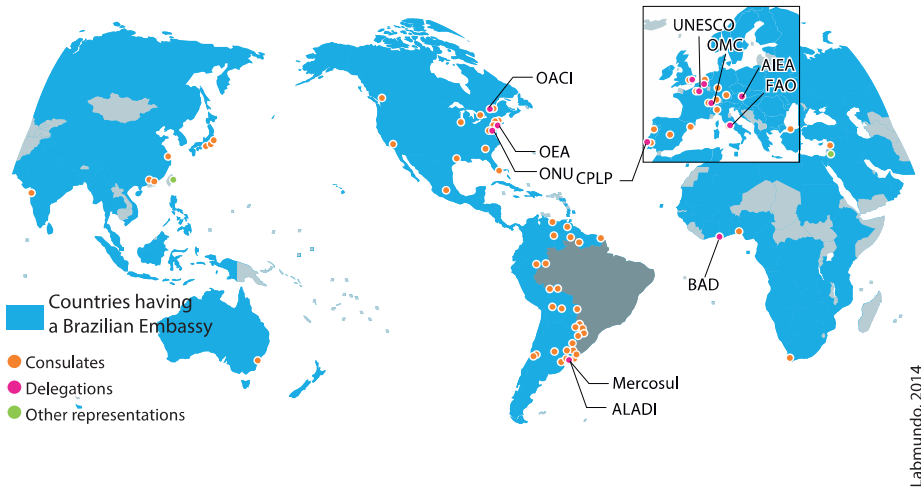 UNESCO
OMC
AIEA
FAO
OACI
OEA
ONU
CPLP
BAD
Countries having
a Brazilian Embassy
Consulates
Delegations
Other representations
Mercosul
ALADI
Labmundo, 2014